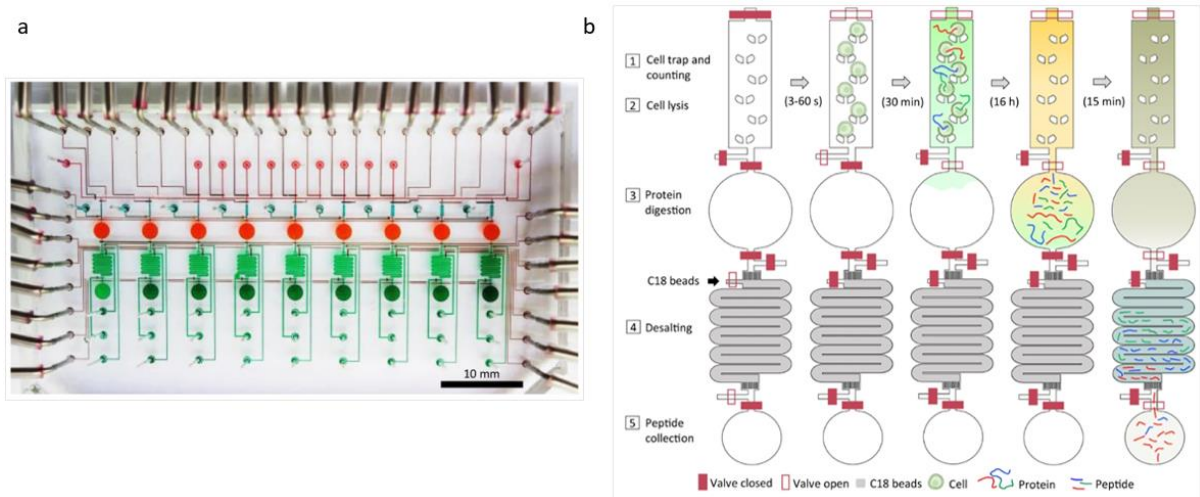 a
10 mm
b
1 Cell trap and
counting
2 Cell lysis
(3-60 s)
(30 min)
(16 h)
(15 min)
3 Protein
digestion
C18 beads
4 Desalting
5 Peptide
collection
Valve closed Valve open C18 beads Cell Protein Peptide